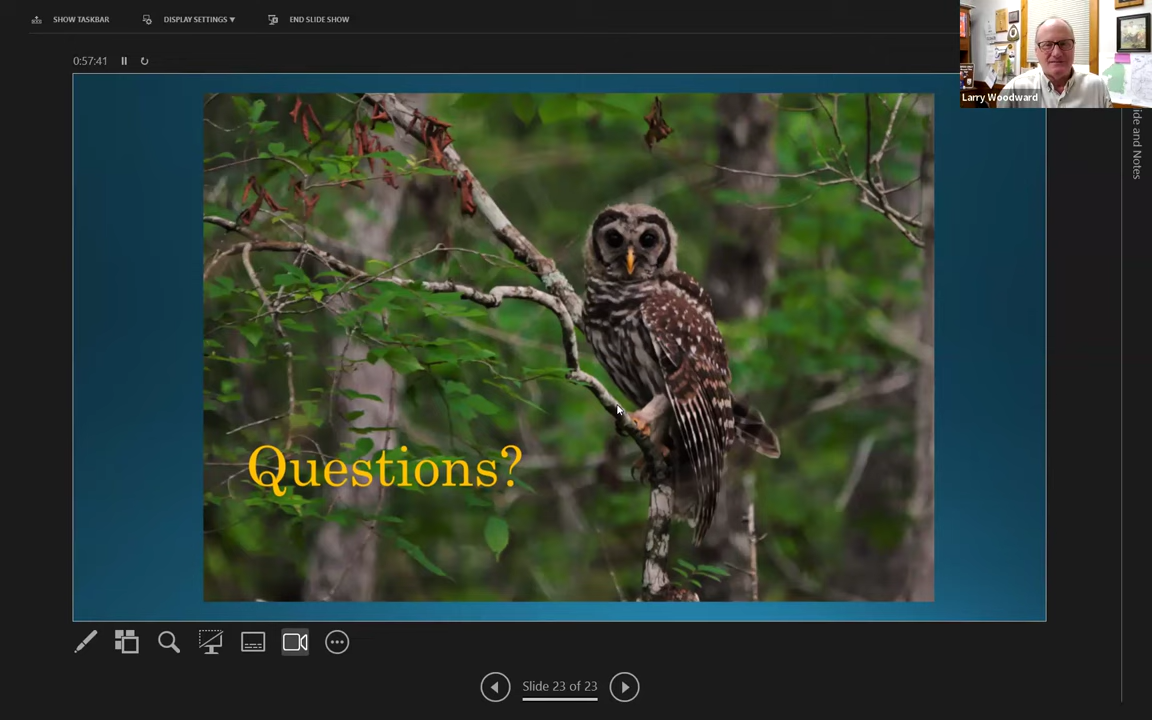 SHOW TASKBAR
DISPLAY SETTINGS ▼
END SLIDE SHOW
0:57:41
Larry Woodward
ide and Notes
Questions?
Slide 23 of 23